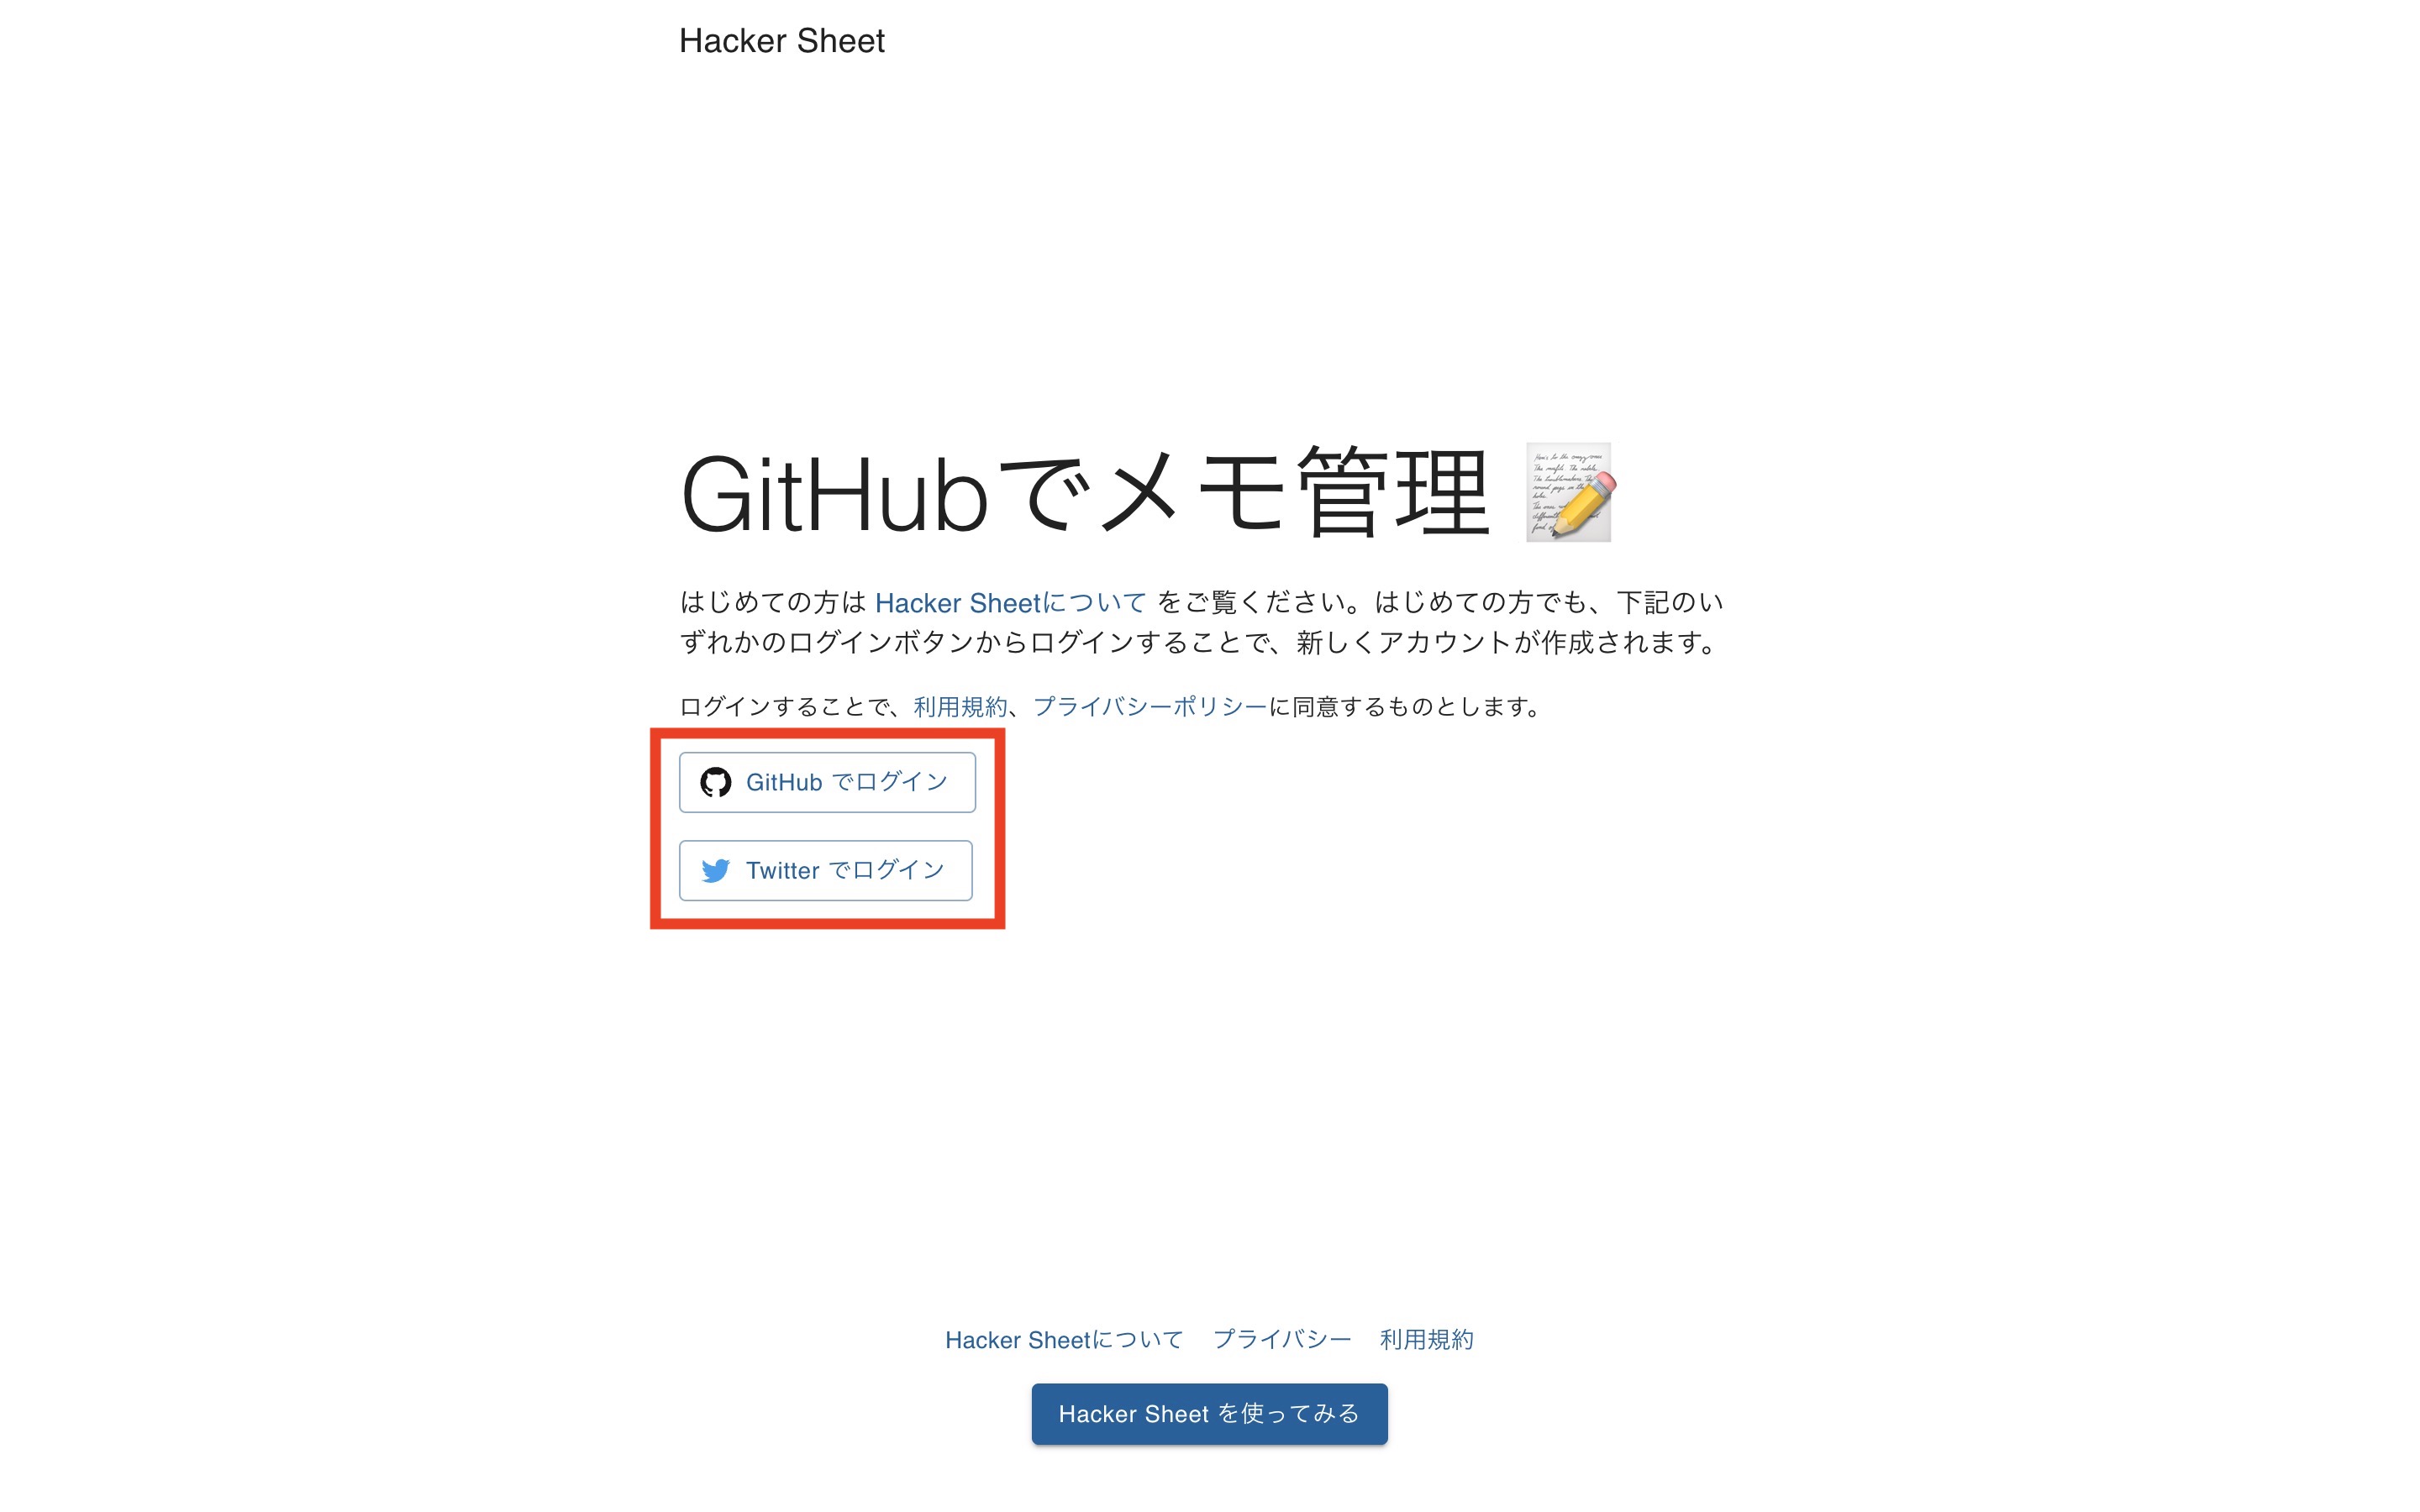 Hacker Sheet
GitHubでメモ管理
はじめての方は Hacker Sheetについて をご覧ください。はじめての方でも、下記のい
ずれかのログインボタンからログインすることで、新しくアカウントが作成されます。
ログインすることで、利用規約、プライバシーポリシーに同意するものとします。
GitHub でログイン
Twitter でログイン
Hacker Sheetについて プライバシー 利用規約
Hacker Sheet を使ってみる